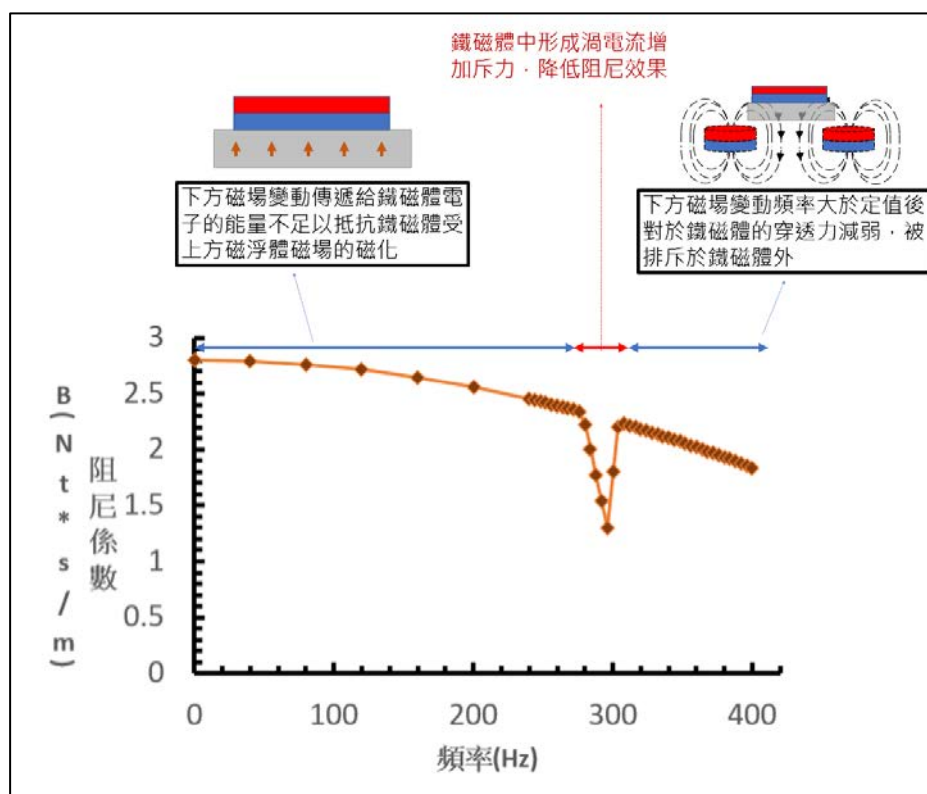 鐵磁體中形成渦電流增
加斥力，降低阻尼效果
下方磁場變動傳遞給鐵磁體電
子的能量不足以抵抗鐵磁體受
上方磁浮體磁場的磁化
下方磁場變動頻率大於定值後
對於鐵磁體的穿透力減弱，被
排斥於鐵磁體外
3
2.5
2
1.5
1
0.5
0
阻尼係數
B(Nt*s/m)
0 100 200 300 400
頻率(Hz)